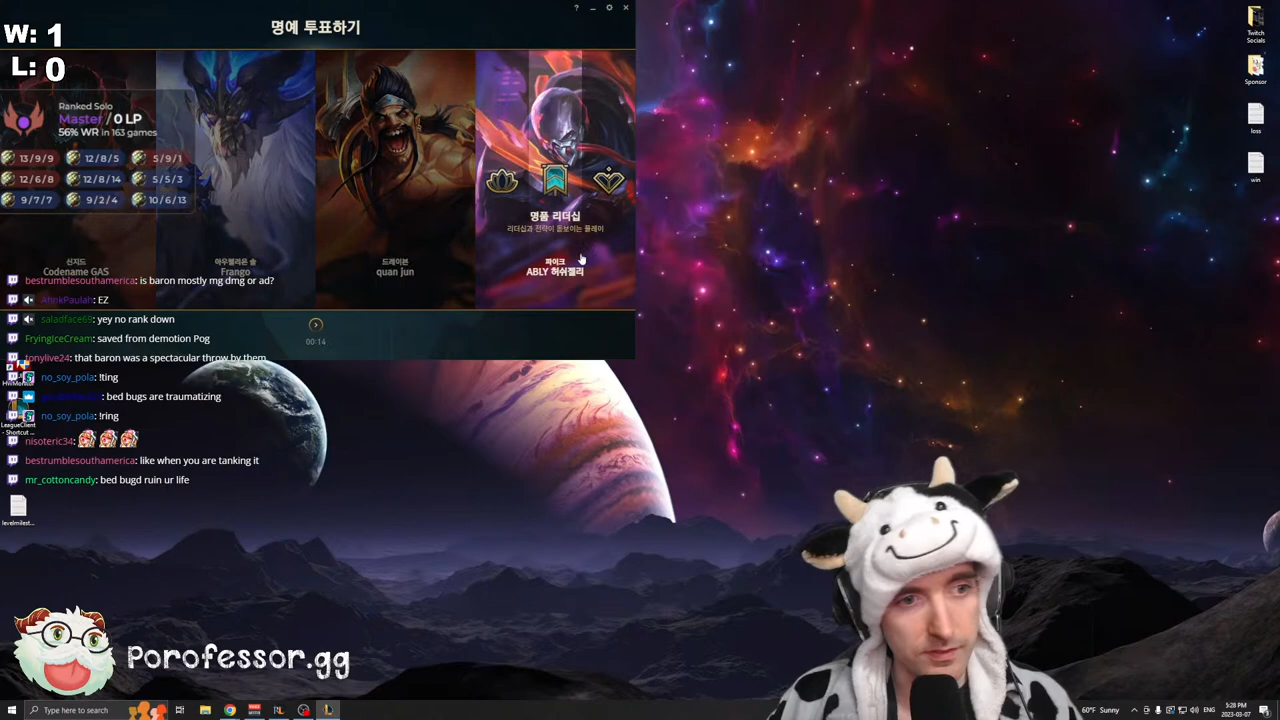 명예 투표하기
W: 1
L: 0
Ranked Solo
Master / 0 LP
56% WR in 163 games
13/9/9 12/8/5 5/9/1
12/6/8 12/8/14 5/5/3
9/7/7 9/2/4 10/6/13
명품 리더십
리더십과 전략이 돋보이는 플레이
신지드
Codename GAS
아우렐리온 솔
Frango
드레이븐
quan jun
파이크
ABLY 허쉬젤리
00:14
bestrumblesouthamerica: is baron mostly mg dmg or ad?
AhnkPaulah: EZ
saladface69: yey no rank down
FryingIceCream: saved from demotion Pog
tonylive24: that baron was a spectacular throw by them
no_soy_pola: !ting
bed bugs are traumatizing
no_soy_pola: !ring
nisoteric34:
bestrumblesouthamerica: like when you are tanking it
mr_cottoncandy: bed bugd ruin ur life
LeagueClient
- Shortcut ...
levelmilest...
Twitch
Socials
Sponsor
loss
win
Porofessor.gg
Type here to search
60°F Sunny
ENG
5:28 PM
2023-03-07